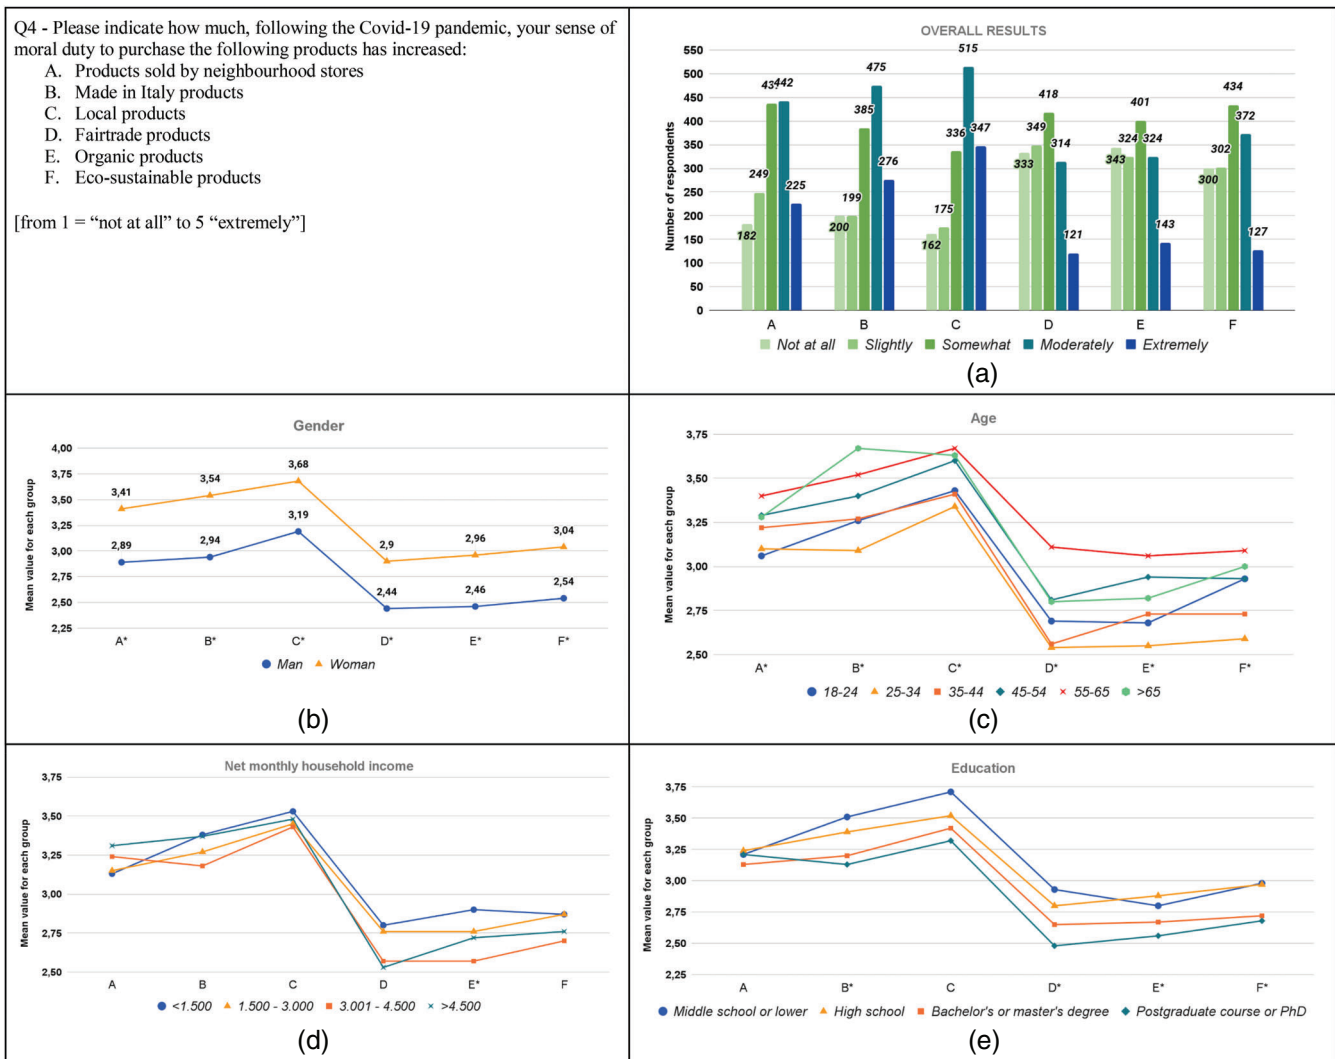 Q4 - Please indicate how much, following the Covid-19 pandemic, your sense of
moral duty to purchase the following products has increased:
A. Products sold by neighbourhood stores
B. Made in Italy products
C. Local products
D. Fairtrade products
E. Organic products
F. Eco-sustainable products
[from 1 = “not at all” to 5 “extremely”]
OVERALL RESULTS
Number of respondents
550
500
450
400
350
300
250
200
150
100
50
0
182 249 442 225
200 199 385 475 276
162 175 336 515 347
333 349 418 314 121
343 324 401 324 143
300 302 434 372 127
A B C D E F
Not at all Slightly Somewhat Moderately Extremely
(a)
Gender
Mean value for each group
4,00
3,75
3,50
3,25
3,00
2,75
2,50
2,25
3,41 3,54 3,68 2,9 2,96 3,04
2,89 2,94 3,19 2,44 2,46 2,54
A* B* C* D* E* F*
Man Woman
(b)
Age
Mean value for each group
3,75
3,50
3,25
3,00
2,75
2,50
A* B* C* D* E* F*
18-24 25-34 35-44 45-54 55-65 >65
(c)
Net monthly household income
Mean value for each group
3,75
3,50
3,25
3,00
2,75
2,50
A B C D E* F
<1.500 1.500 - 3.000 3.001 - 4.500 >4.500
(d)
Education
Mean value for each group
3,75
3,50
3,25
3,00
2,75
2,50
2,25
A B* C D* E* F*
Middle school or lower High school Bachelor's or master's degree Postgraduate course or PhD
(e)